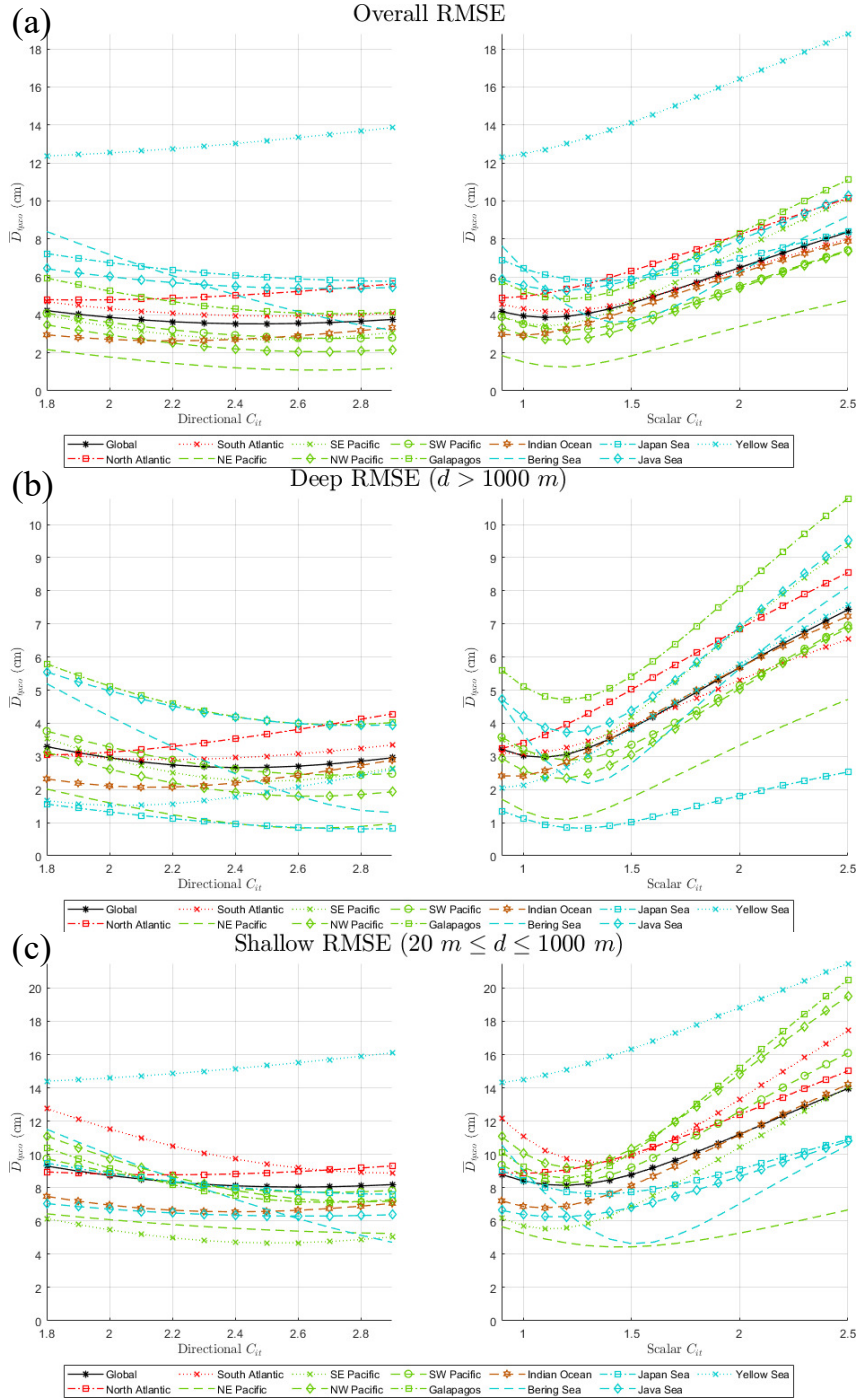 (a)
Overall RMSE
18
16
14
12
10
8
6
4
2
0
D̅tpxo (cm)
1.8 2 2.2 2.4 2.6 2.8
Directional Cit
18
16
14
12
10
8
6
4
2
0
D̅tpxo (cm)
1 1.5 2 2.5
Scalar Cit
Global South Atlantic SE Pacific SW Pacific Indian Ocean Japan Sea Yellow Sea
North Atlantic NE Pacific NW Pacific Galapagos Bering Sea Java Sea
(b)
Deep RMSE (d > 1000 m)
10
9
8
7
6
5
4
3
2
1
0
D̅tpxo (cm)
1.8 2 2.2 2.4 2.6 2.8
Directional Cit
10
9
8
7
6
5
4
3
2
1
0
D̅tpxo (cm)
1 1.5 2 2.5
Scalar Cit
Global South Atlantic SE Pacific SW Pacific Indian Ocean Japan Sea Yellow Sea
North Atlantic NE Pacific NW Pacific Galapagos Bering Sea Java Sea
(c)
Shallow RMSE (20 m ≤ d ≤ 1000 m)
20
18
16
14
12
10
8
6
4
2
0
D̅tpxo (cm)
1.8 2 2.2 2.4 2.6 2.8
Directional Cit
20
18
16
14
12
10
8
6
4
2
0
D̅tpxo (cm)
1 1.5 2 2.5
Scalar Cit
Global South Atlantic SE Pacific SW Pacific Indian Ocean Japan Sea Yellow Sea
North Atlantic NE Pacific NW Pacific Galapagos Bering Sea Java Sea